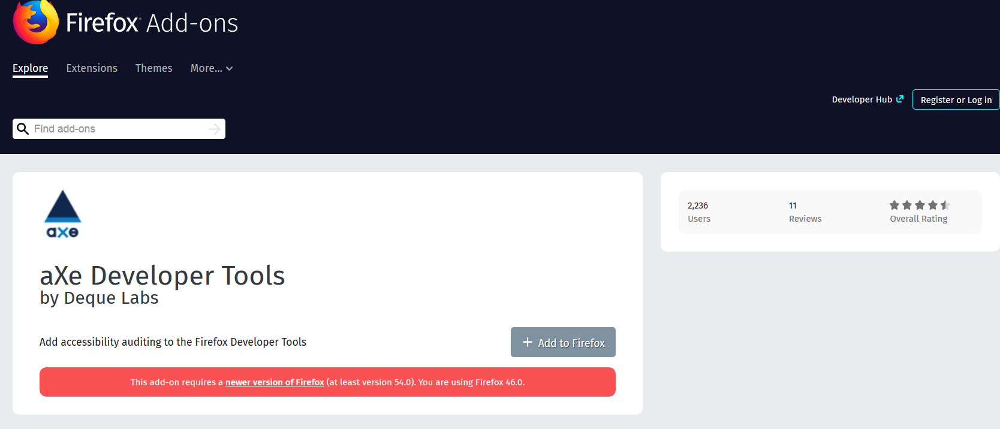 Firefox Add-ons
Explore Extensions Themes More...
Developer Hub Register or Log in
Find add-ons
aXe
aXe Developer Tools
by Deque Labs
Add accessibility auditing to the Firefox Developer Tools
+ Add to Firefox
This add-on requires a newer version of Firefox (at least version 54.0). You are using Firefox 46.0.
2,236 11
Users Reviews Overall Rating